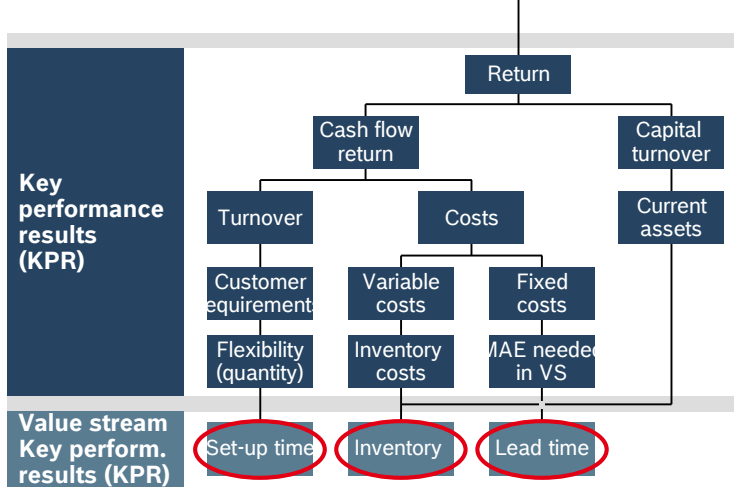 Return
Cash flow
return
Capital
turnover
Key
performance
results
(KPR)
Turnover
Costs
Current
assets
Customer
equirements
Variable
costs
Fixed
costs
Flexibility
(quantity)
Inventory
costs
MAE needed
in VS
Value stream
Key perform.
results (KPR)
Set-up time
Inventory
Lead time